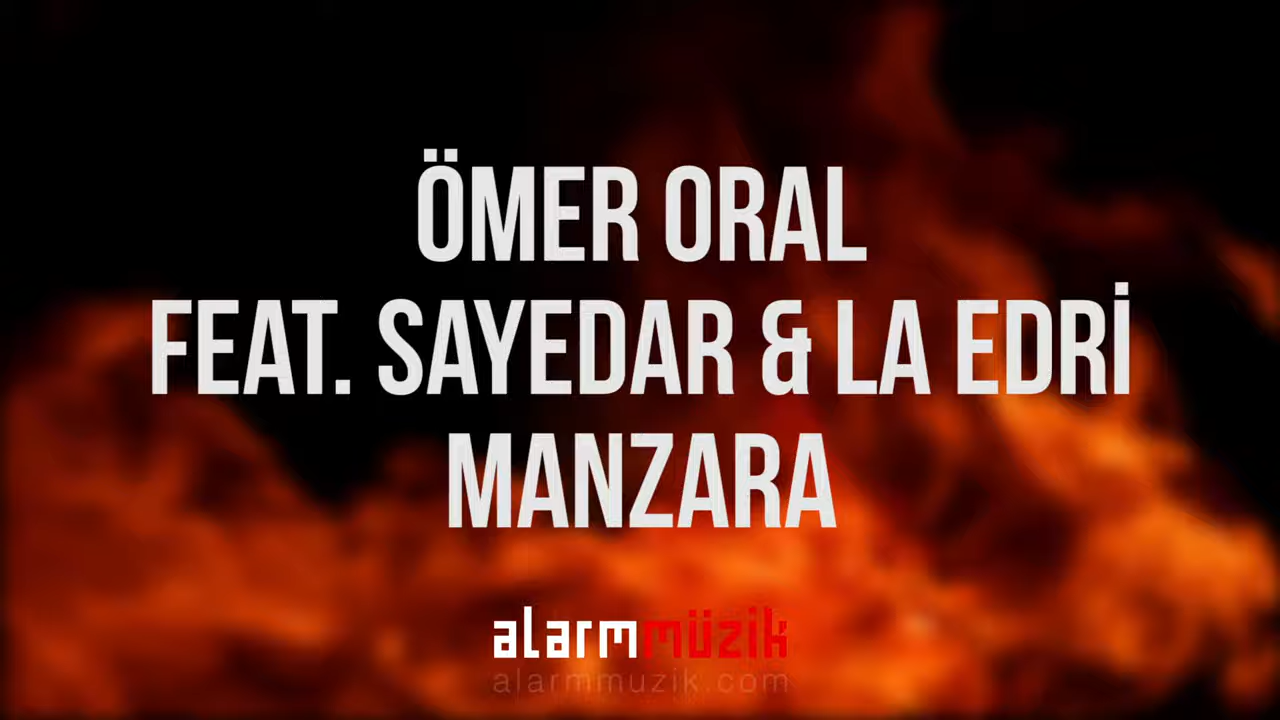 ÖMER ORAL
FEAT. SAYEDAR & LA EDRİ
MANZARA
alarmmüzik
alarmmuzik.com